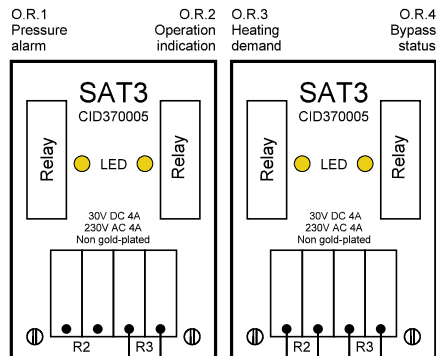 O.R.1 O.R.2 O.R.3 O.R.4
Pressure Operation Heating Bypass
alarm indication demand status
SAT3 SAT3
CID370005 CID370005
Relay LED Relay Relay LED Relay
30V DC 4A 30V DC 4A
230V AC 4A 230V AC 4A
Non gold-plated Non gold-plated
R2 R3 R2 R3